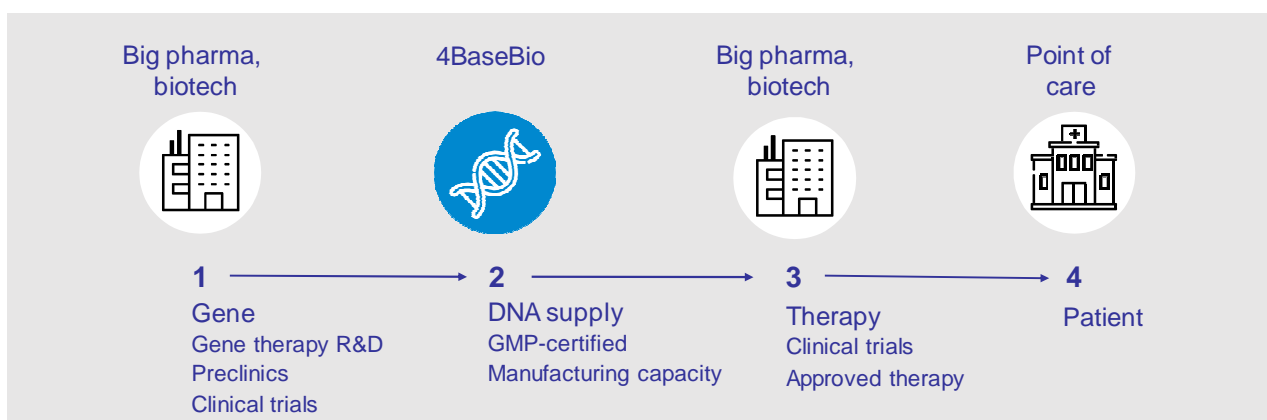 Big pharma,
biotech
4BaseBio
Big pharma,
biotech
Point of
care
1
Gene
Gene therapy R&D
Preclinics
Clinical trials
2
DNA supply
GMP-certified
Manufacturing capacity
3
Therapy
Clinical trials
Approved therapy
4
Patient